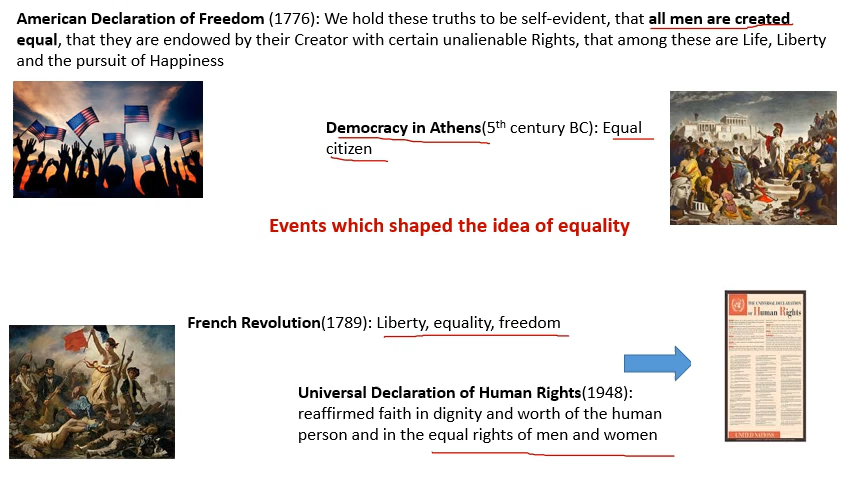 American Declaration of Freedom (1776): We hold these truths to be self-evident, that all men are created
equal, that they are endowed by their Creator with certain unalienable Rights, that among these are Life, Liberty
and the pursuit of Happiness
Democracy in Athens(5th century BC): Equal
citizen
Events which shaped the idea of equality
French Revolution(1789): Liberty, equality, freedom
THE UNIVERSAL DECLARATION
OF Human Rights
Universal Declaration of Human Rights(1948):
reaffirmed faith in dignity and worth of the human
person and in the equal rights of men and women
UNITED NATIONS